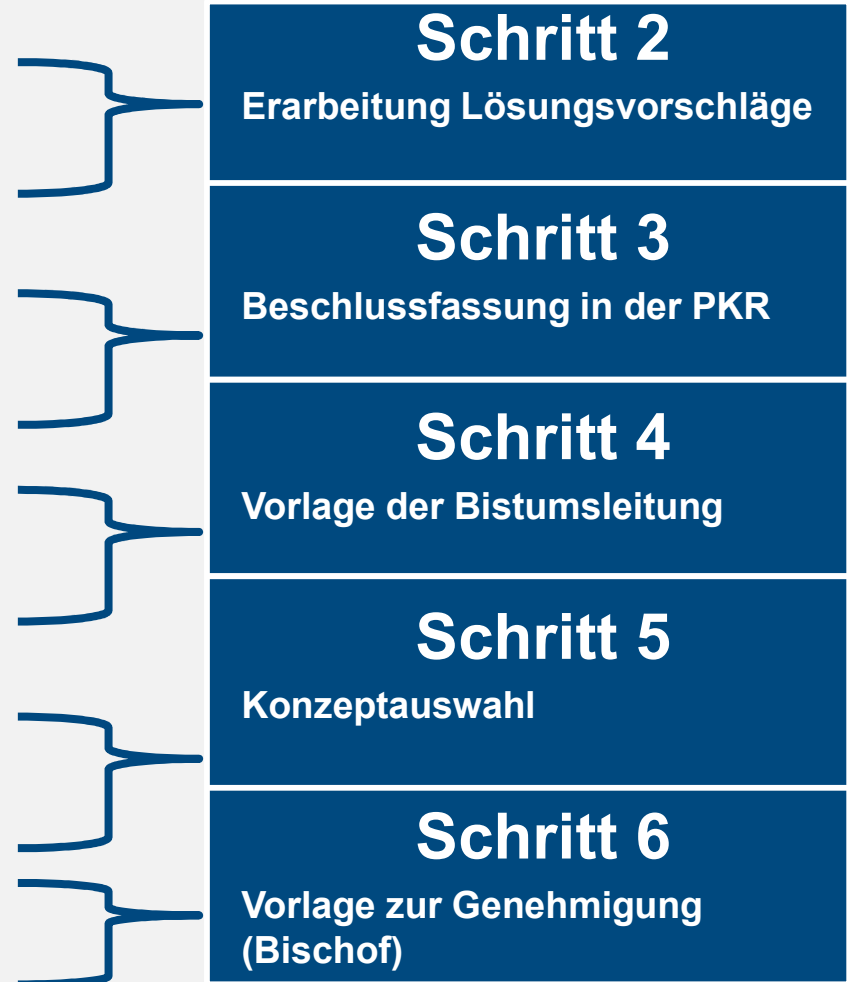 Schritt 2
Erarbeitung Lösungsvorschläge
Schritt 3
Beschlussfassung in der PKR
Schritt 4
Vorlage der Bistumsleitung
Schritt 5
Konzeptauswahl
Schritt 6
Vorlage zur Genehmigung
(Bischof)